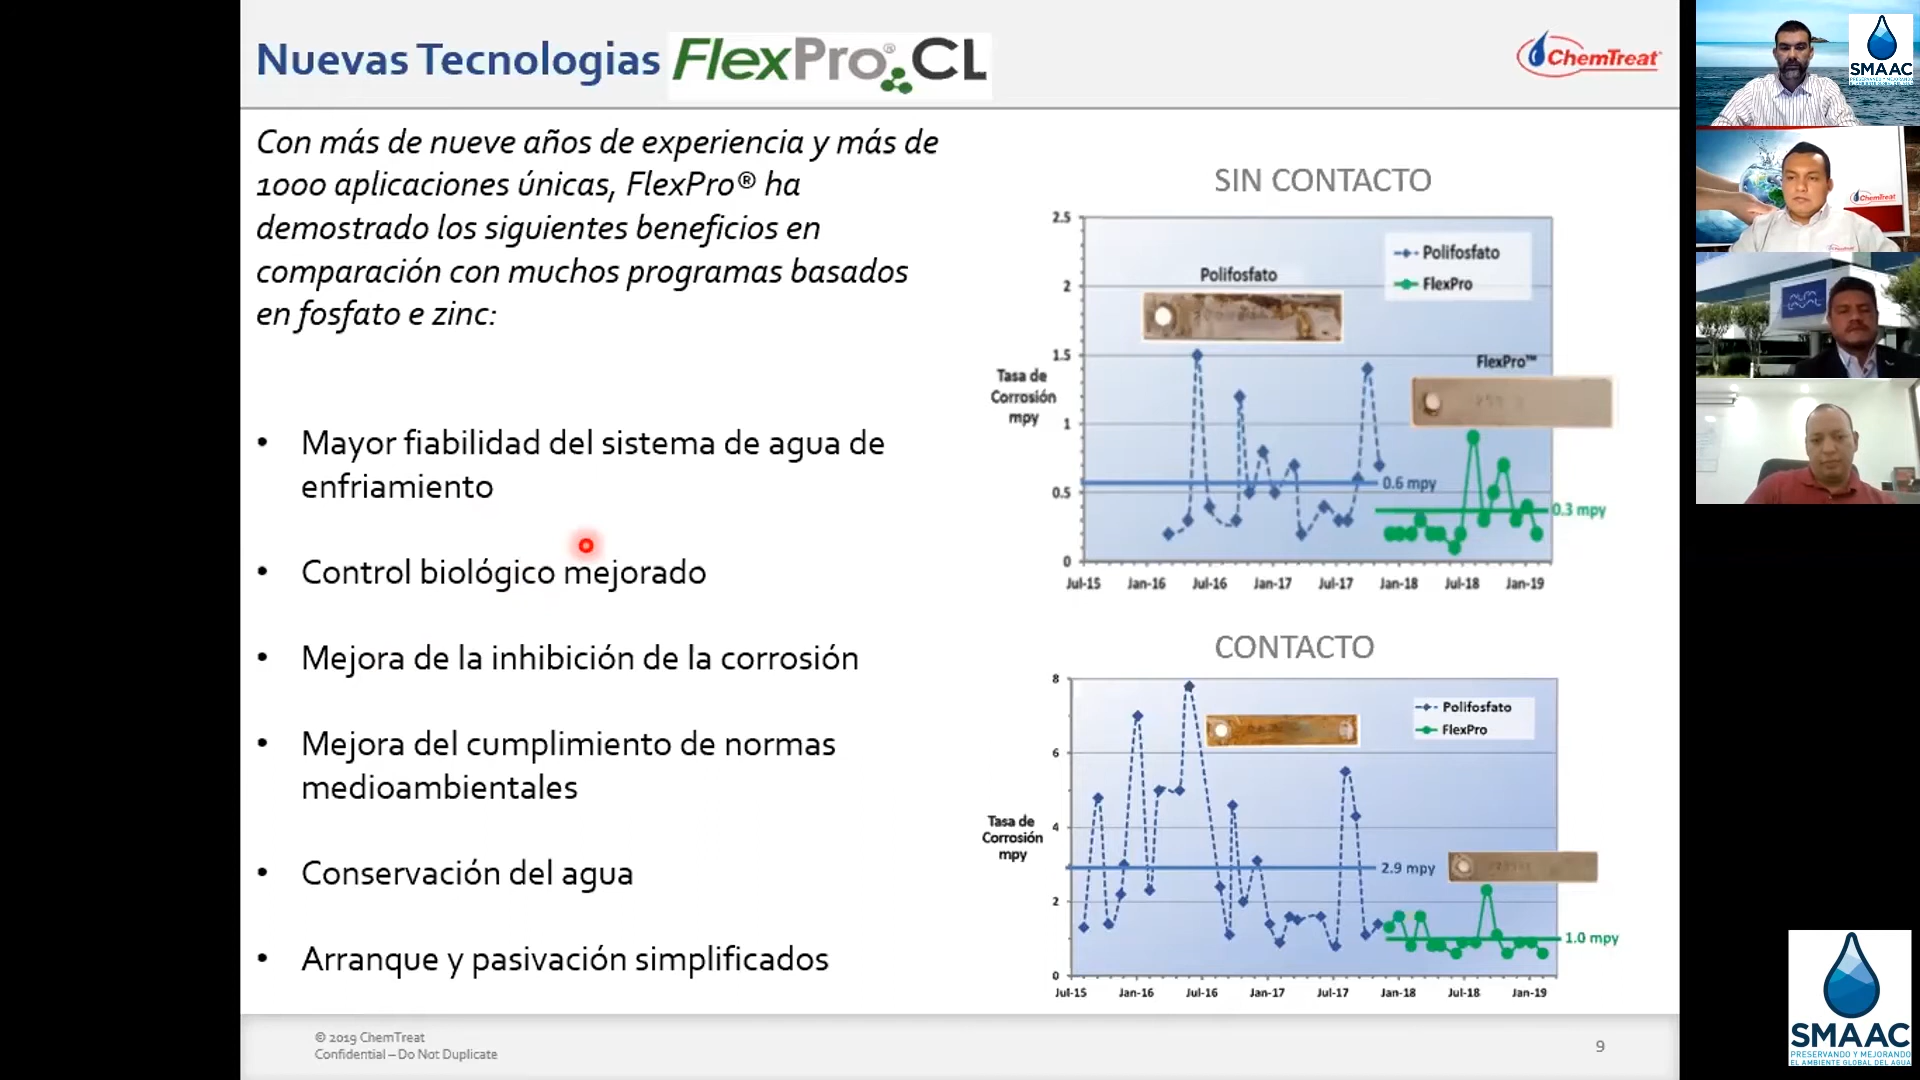 Nuevas Tecnologias FlexPro® CL
ChemTreat
Con más de nueve años de experiencia y más de
1000 aplicaciones únicas, FlexPro® ha
demostrado los siguientes beneficios en
comparación con muchos programas basados
en fosfato e zinc:
• Mayor fiabilidad del sistema de agua de
enfriamiento
• Control biológico mejorado
• Mejora de la inhibición de la corrosión
• Mejora del cumplimiento de normas
medioambientales
• Conservación del agua
• Arranque y pasivación simplificados
SIN CONTACTO
2.5
2
1.5
1
0.5
0
Tasa de
Corrosión
mpy
Polifosfato
Polifosfato
FlexPro
FlexPro™
0.6 mpy
0.3 mpy
Jul-15 Jan-16 Jul-16 Jan-17 Jul-17 Jan-18 Jul-18 Jan-19
CONTACTO
8
6
4
2
0
Tasa de
Corrosión
mpy
Polifosfato
FlexPro
2.9 mpy
1.0 mpy
Jul-15 Jan-16 Jul-16 Jan-17 Jul-17 Jan-18 Jul-18 Jan-19
© 2019 ChemTreat
Confidential – Do Not Duplicate
9
SMAAC
PRESERVANDO Y MEJORANDO
EL AMBIENTE GLOBAL DEL AGUA
ChemTreat
SMAAC
PRESERVANDO Y MEJORANDO
EL AMBIENTE GLOBAL DEL AGUA